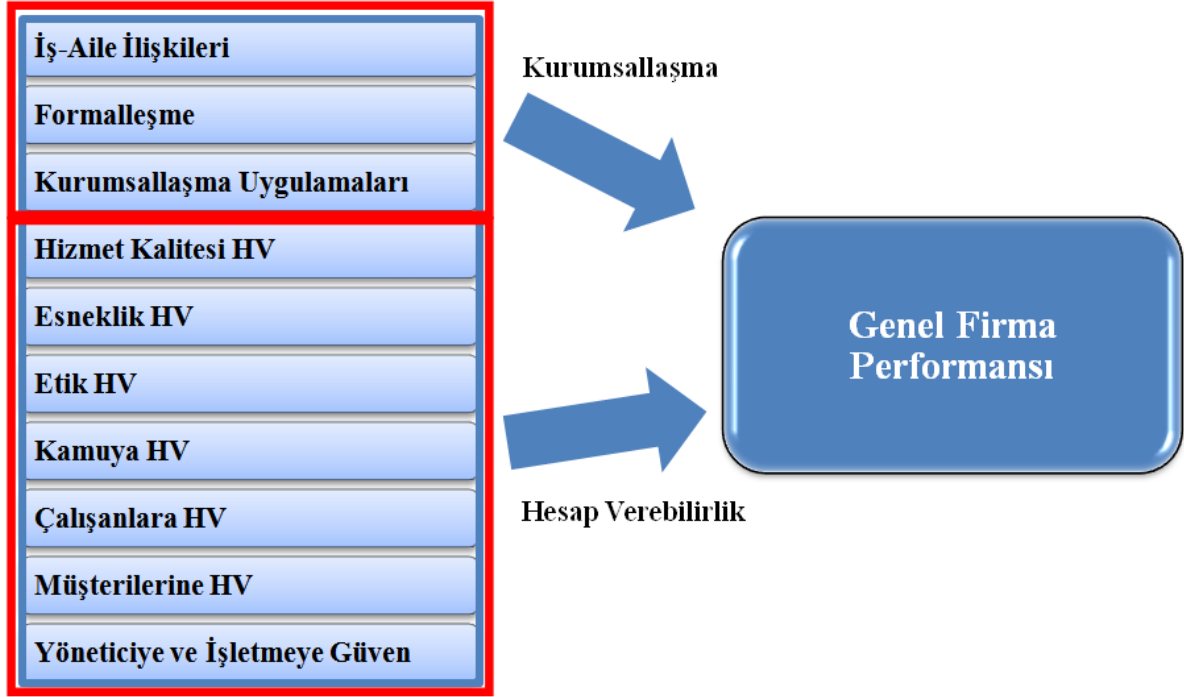 İş-Aile İlişkileri
Formalleşme
Kurumsallaşma Uygulamaları
Hizmet Kalitesi HV
Esneklik HV
Etik HV
Kamuya HV
Çalışanlara HV
Müşterilerine HV
Yöneticiye ve İşletmeye Güven
Kurumsallaşma
Hesap Verebilirlik
Genel Firma
Performansı